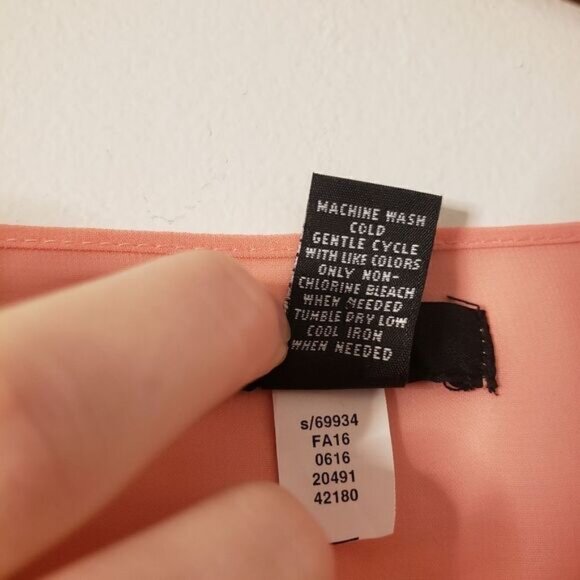 MACHINE WASH
COLD
GENTLE CYCLE
WITH LIKE COLORS
ONLY NON-
CHLORINE BLEACH
WHEN NEEDED
TUMBLE DRY LOW
COOL IRON
WHEN NEEDED
s/69934
FA16
0616
20491
42180